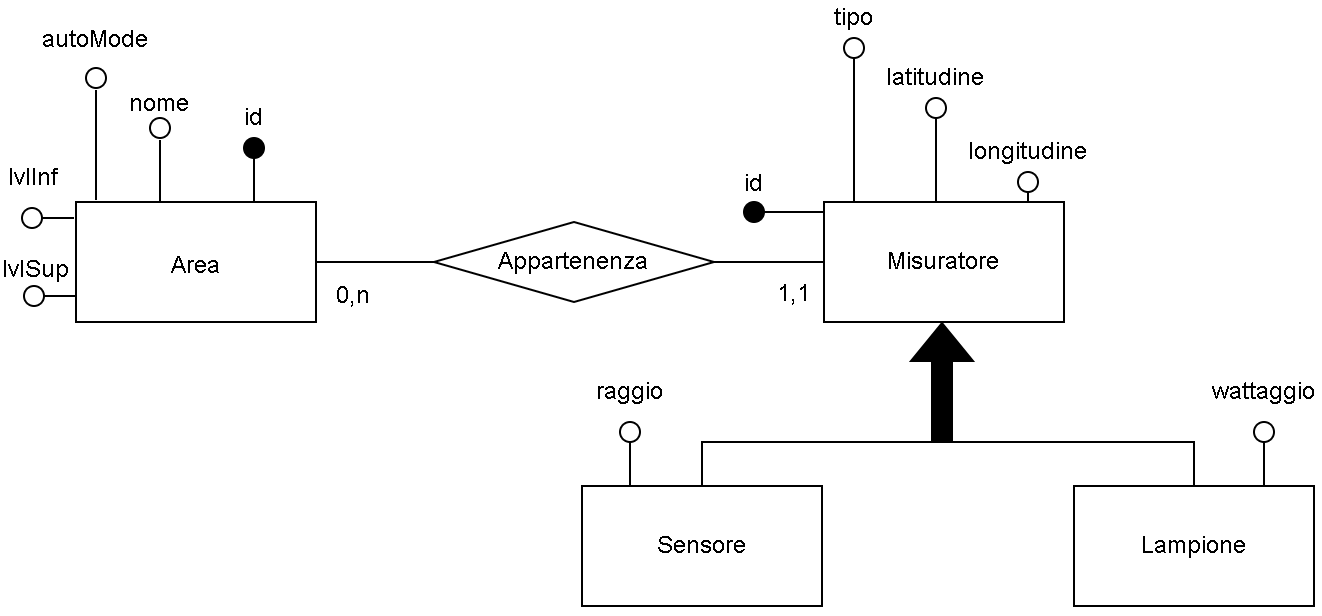 tipo
autoMode
latitudine
nome
id
longitudine
lvlInf
id
lvlSup
Area
Appartenenza
Misuratore
0,n
1,1
raggio
wattaggio
Sensore
Lampione